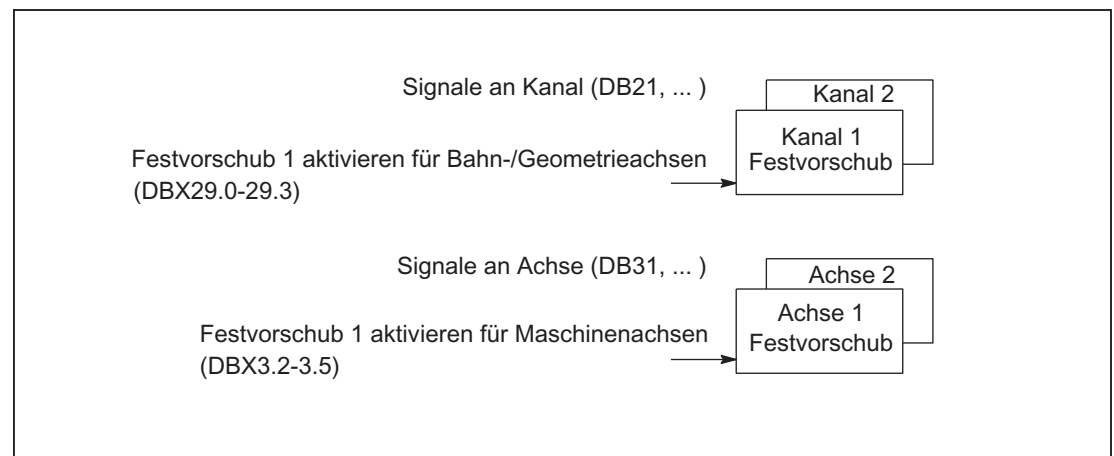 Signale an Kanal (DB21, ... )
Kanal 2
Kanal 1
Festvorschub
Festvorschub 1 aktivieren für Bahn-/Geometrieachsen
(DBX29.0-29.3)
Signale an Achse (DB31, ... )
Achse 2
Achse 1
Festvorschub
Festvorschub 1 aktivieren für Maschinenachsen
(DBX3.2-3.5)